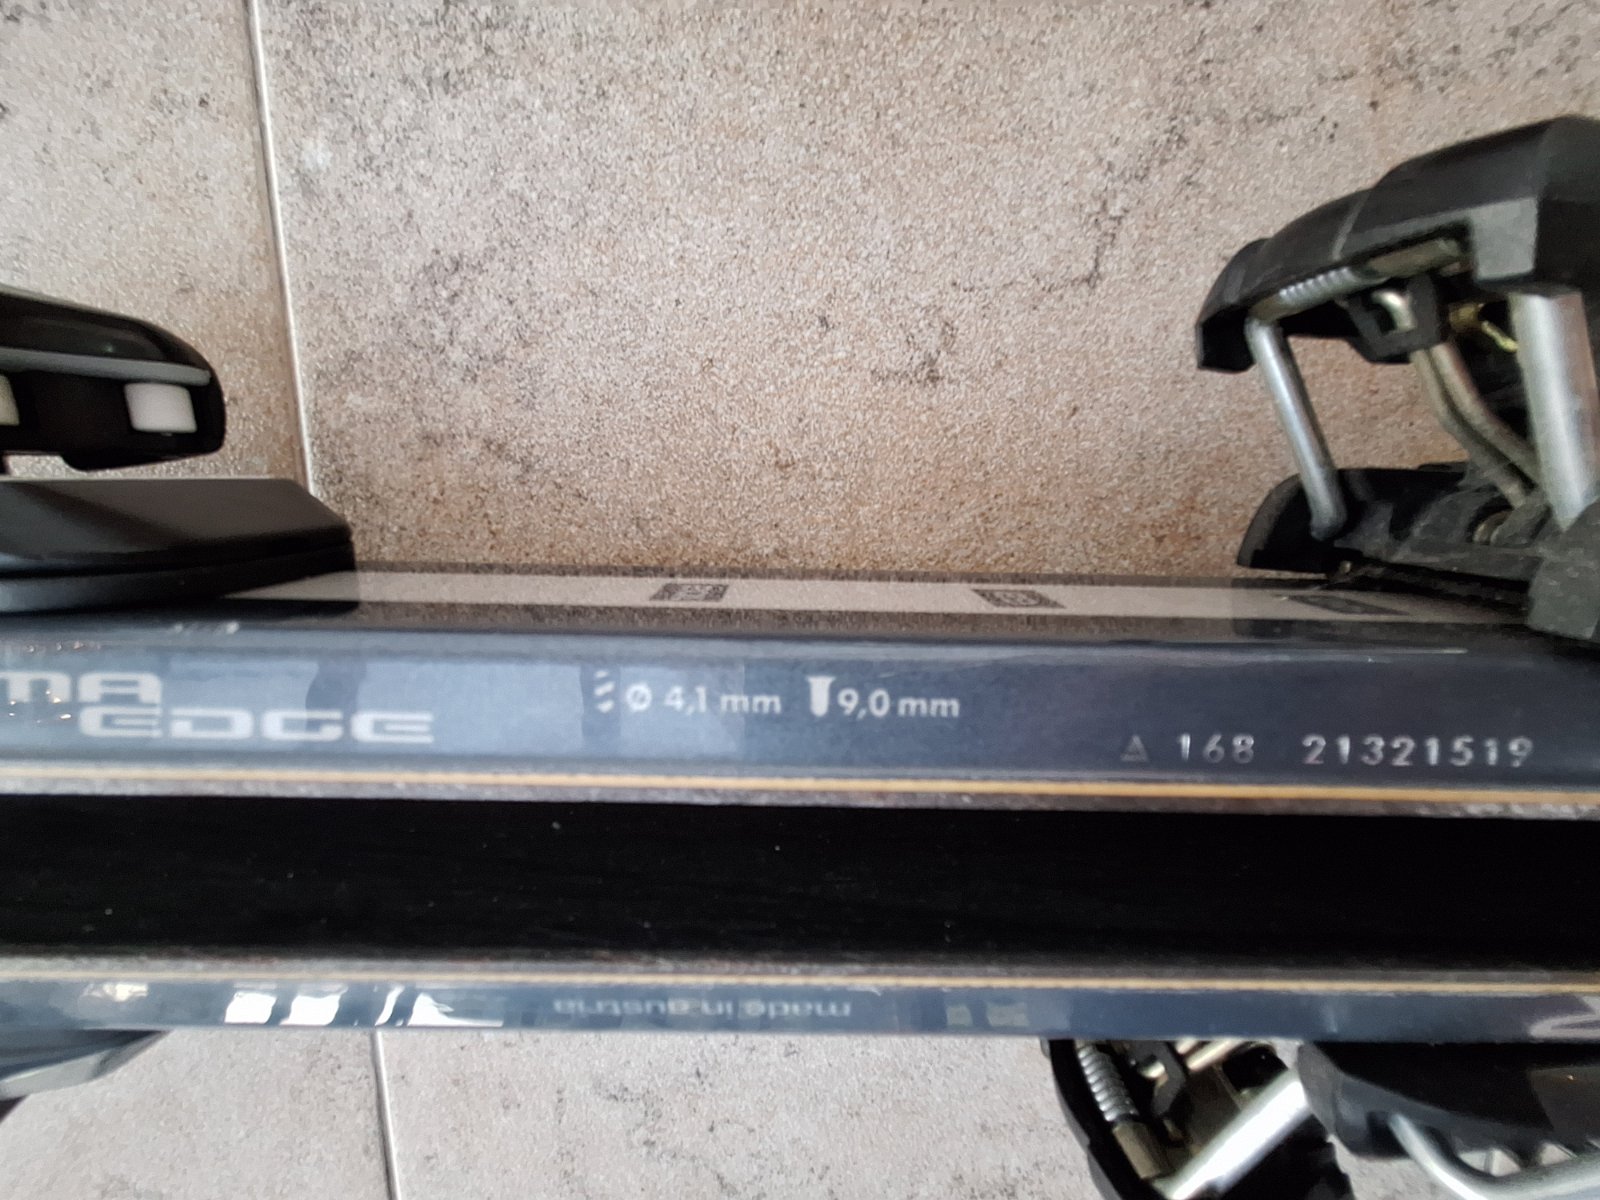 MA
EDGE
Ø 4,1 mm 9,0 mm
168 21321519
made in austria